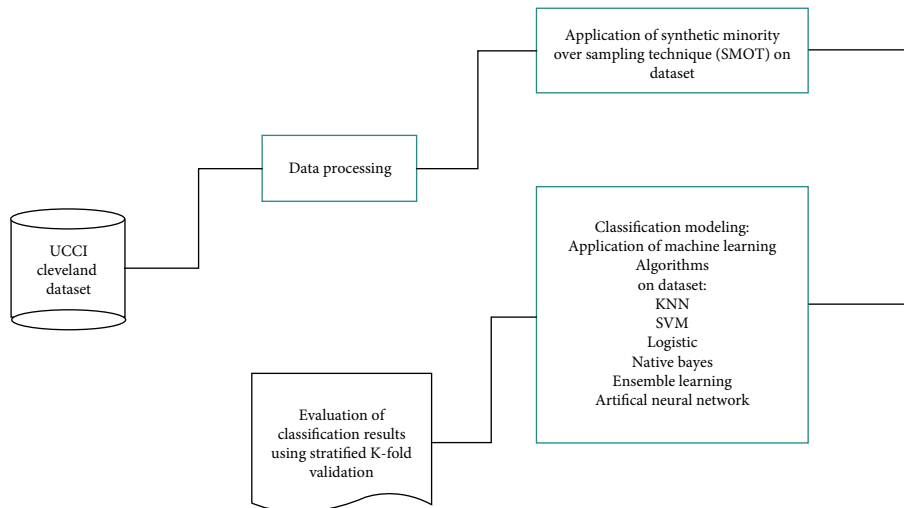 UCCI
cleveland
dataset
Data processing
Application of synthetic minority
over sampling technique (SMOT) on
dataset
Classification modeling:
Application of machine learning
Algorithms
on dataset:
KNN
SVM
Logistic
Native bayes
Ensemble learning
Artifical neural network
Evaluation of
classification results
using stratified K-fold
validation